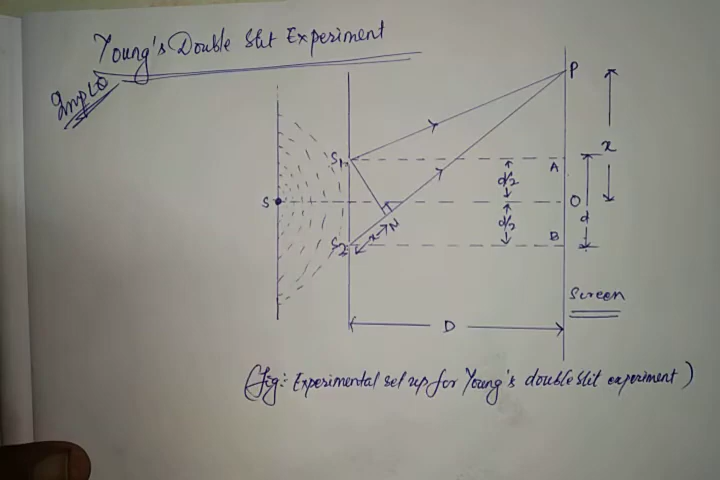 Young's Double Slit Experiment
Imp LQ
P
S1
A
x
d/2
S
O
d
d/2
N
x
S2
B
Screen
D
(fig:- Experimental set up for Young's double slit experiment)